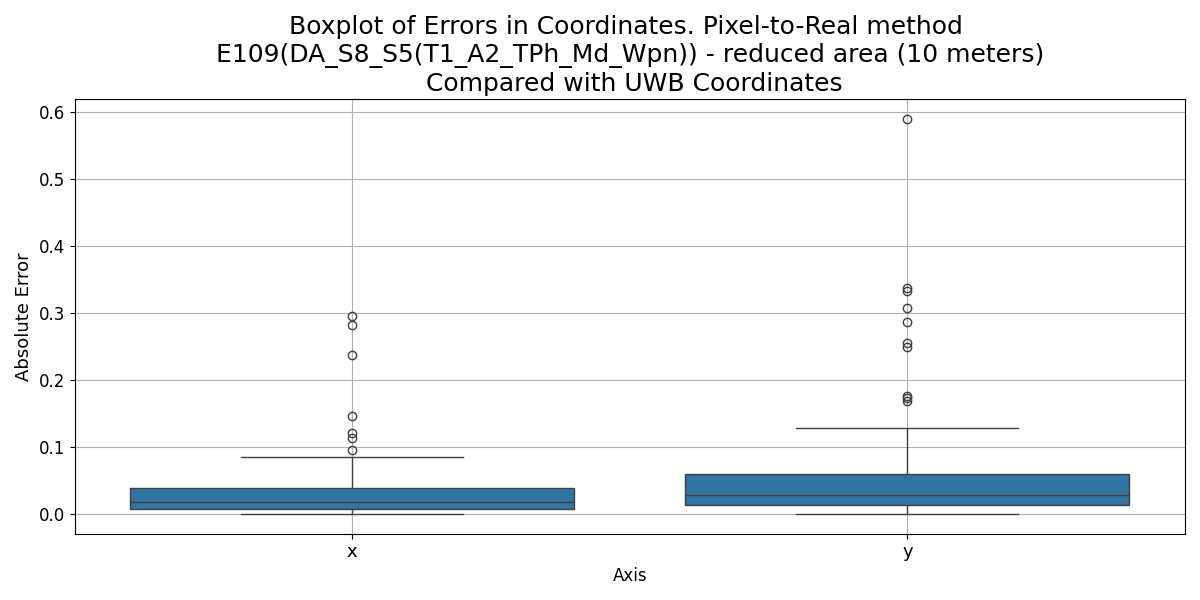 Boxplot of Errors in Coordinates. Pixel-to-Real method
E109(DA_S8_S5(T1_A2_TPh_Md_Wpn)) - reduced area (10 meters)
Compared with UWB Coordinates
0.6
0.5
0.4
0.3
0.2
0.1
0.0
Absolute Error
x
y
Axis